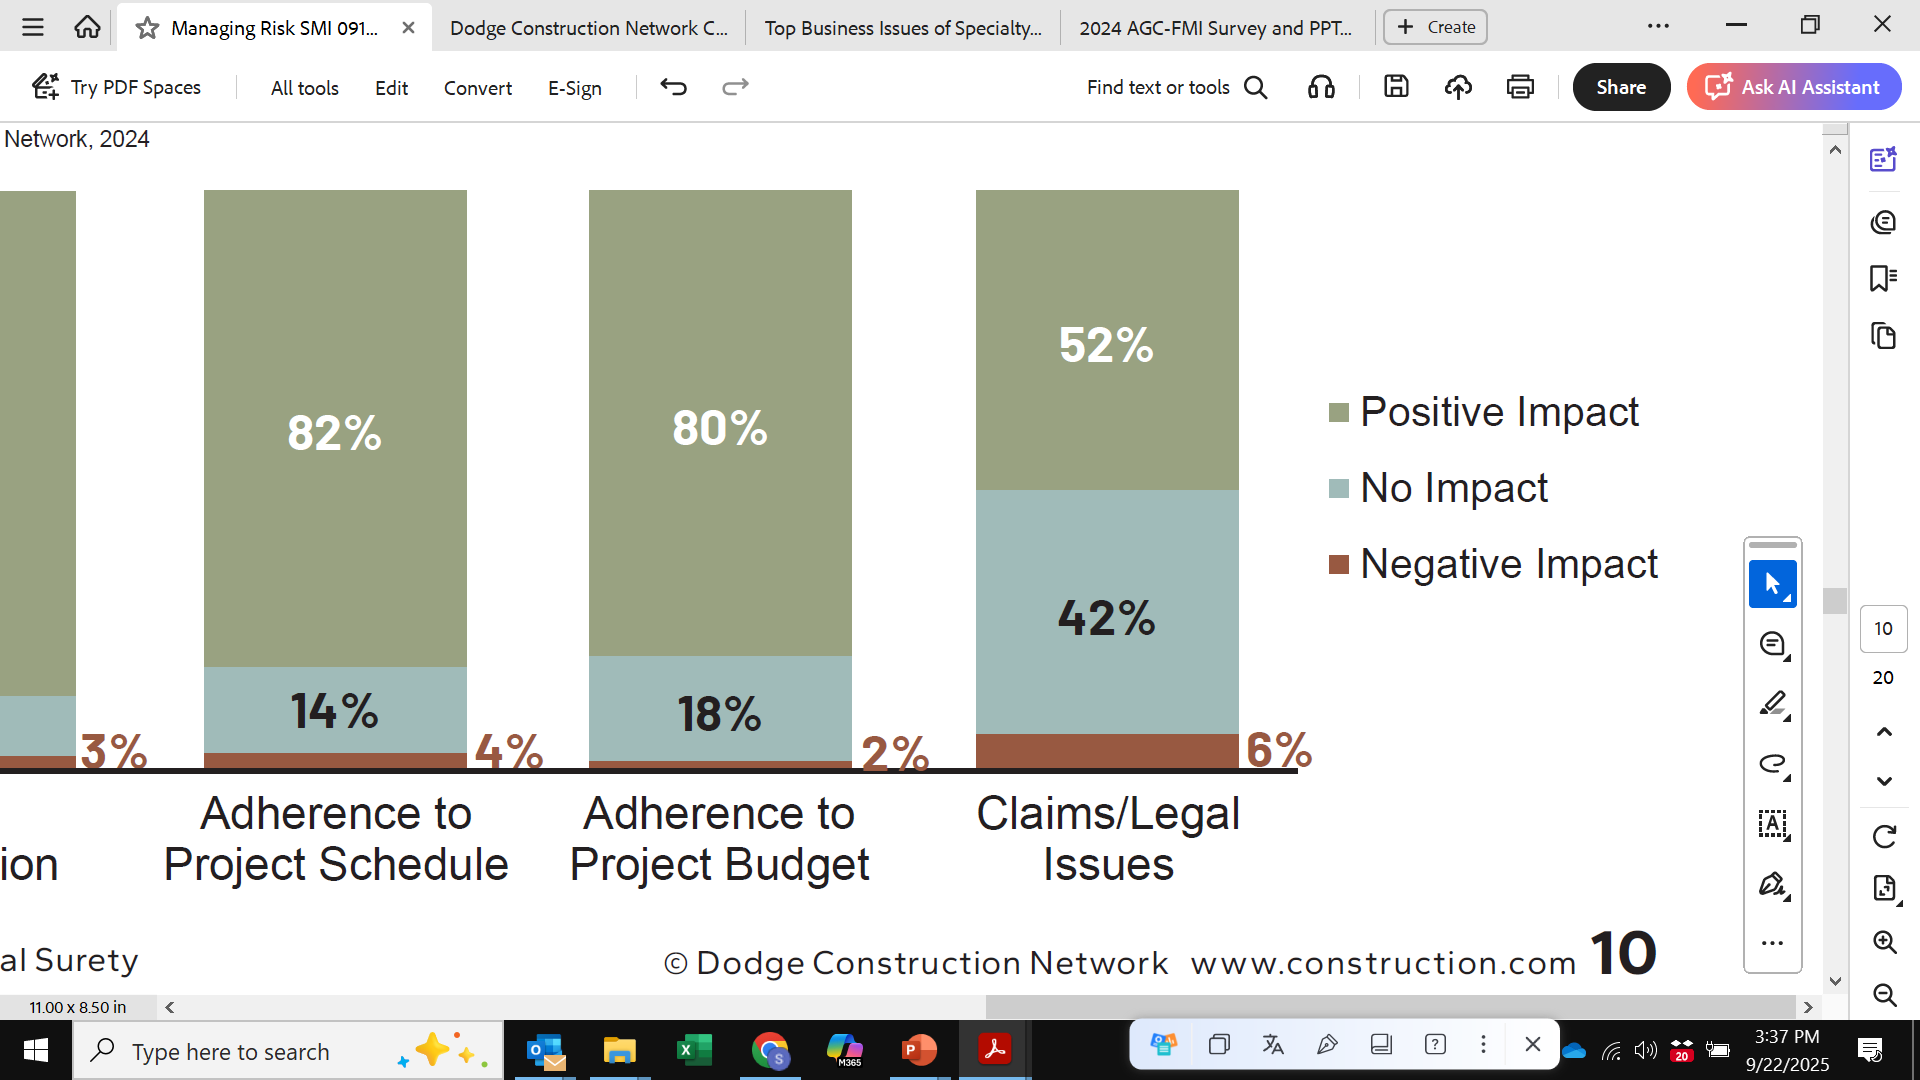 Managing Risk SMI 091...
Dodge Construction Network C...
Top Business Issues of Specialty...
2024 AGC-FMI Survey and PPT...
Create
Try PDF Spaces
All tools
Edit
Convert
E-Sign
Find text or tools
Share
Ask AI Assistant
Network, 2024
52%
82%
80%
Positive Impact
No Impact
Negative Impact
42%
14%
18%
3%
4%
2%
6%
Adherence to
Project Schedule
Adherence to
Project Budget
Claims/Legal
Issues
ion
10
20
al Surety
© Dodge Construction Network www.construction.com 10
11.00 x 8.50 in
Type here to search
M365
20
3:37 PM
9/22/2025